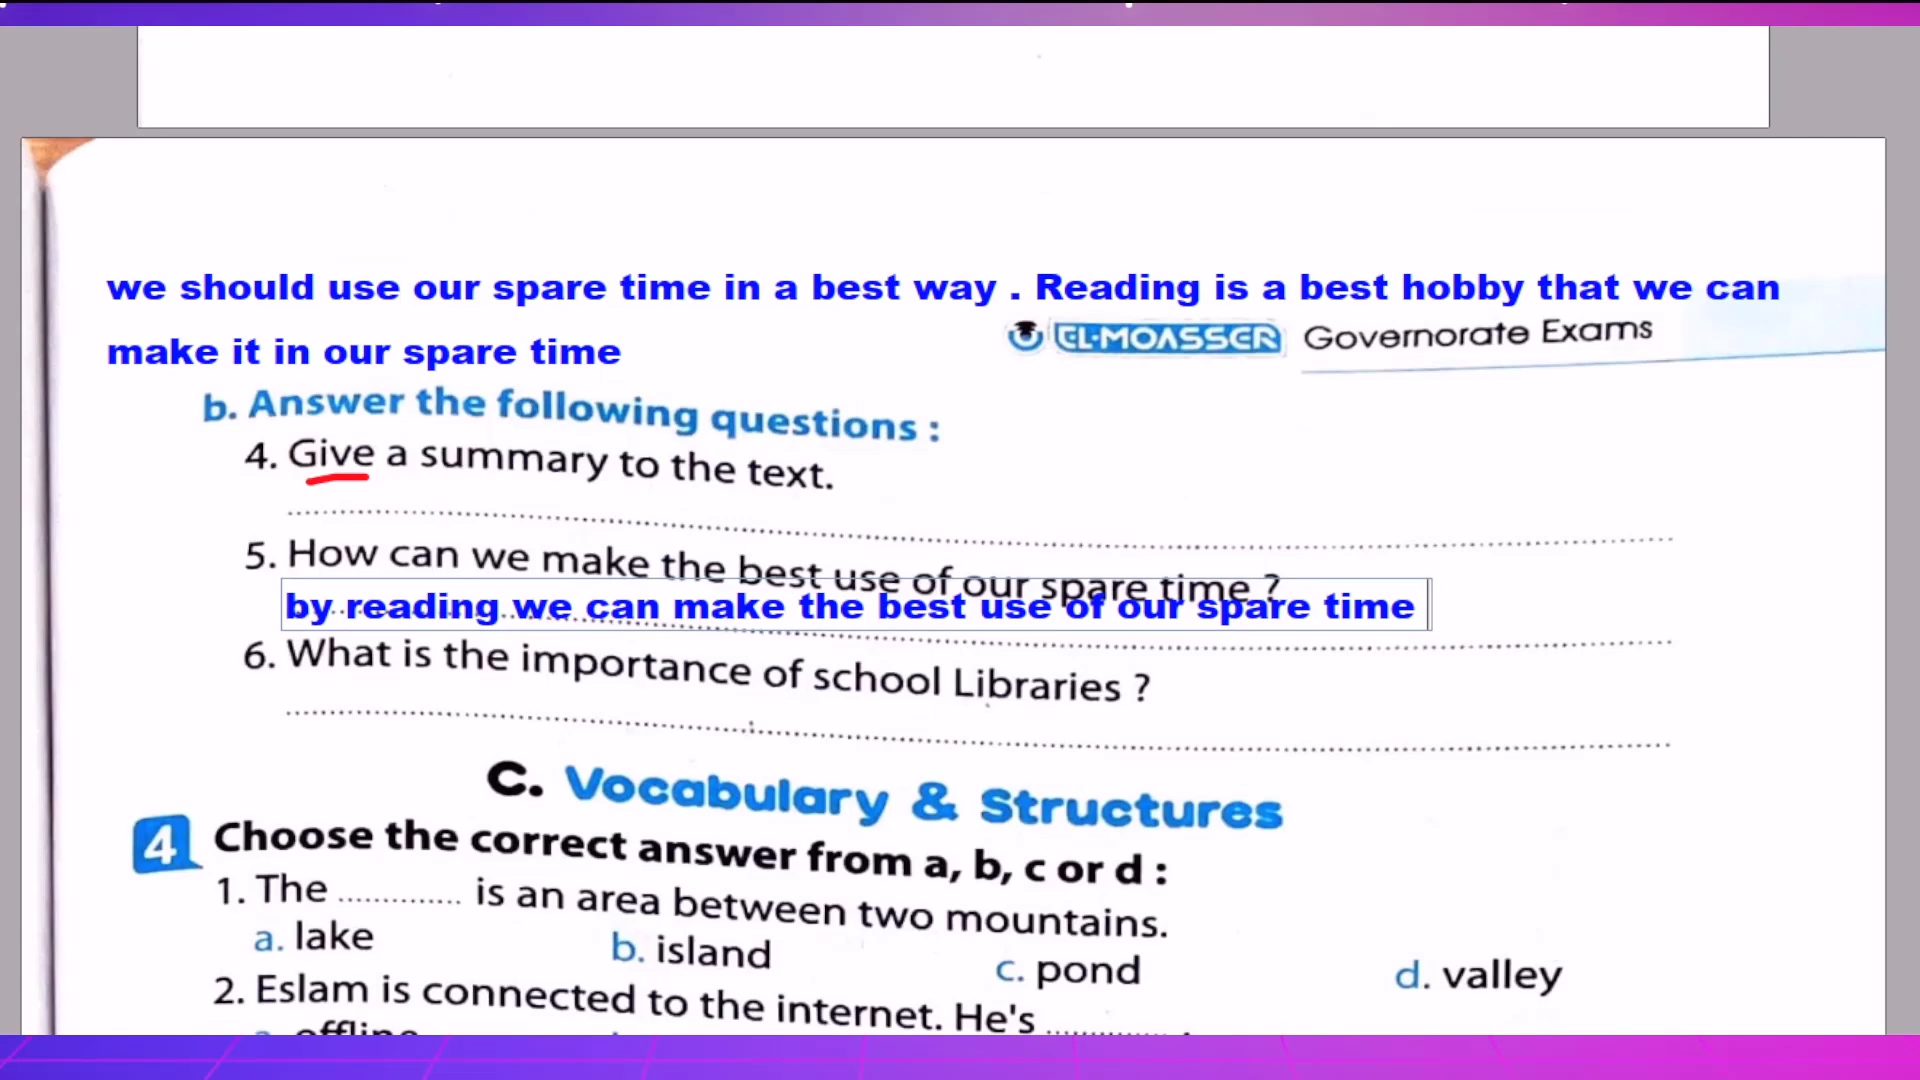 we should use our spare time in a best way . Reading is a best hobby that we can
make it in our spare time
EL-MOASSER Governorate Exams
b. Answer the following questions :
4. Give a summary to the text.
5. How can we make the best use of our spare time ?
by reading we can make the best use of our spare time
6. What is the importance of school Libraries ?
C. Vocabulary & Structures
4 Choose the correct answer from a, b, c or d :
1. The ............. is an area between two mountains.
a. lake b. island c. pond d. valley
2. Eslam is connected to the internet. He's ............. .
a. offline